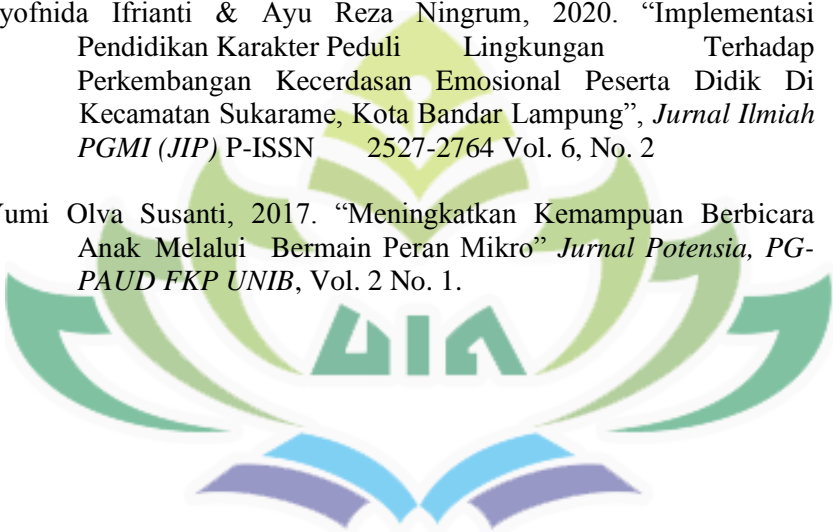 yofnida Ifrianti & Ayu Reza Ningrum, 2020. “Implementasi
Pendidikan Karakter Peduli Lingkungan Terhadap
Perkembangan Kecerdasan Emosional Peserta Didik Di
Kecamatan Sukarame, Kota Bandar Lampung”, Jurnal Ilmiah
PGMI (JIP) P-ISSN 2527-2764 Vol. 6, No. 2
Yumi Olva Susanti, 2017. “Meningkatkan Kemampuan Berbicara
Anak Melalui Bermain Peran Mikro” Jurnal Potensia, PG-
PAUD FKP UNIB, Vol. 2 No. 1.
UIN